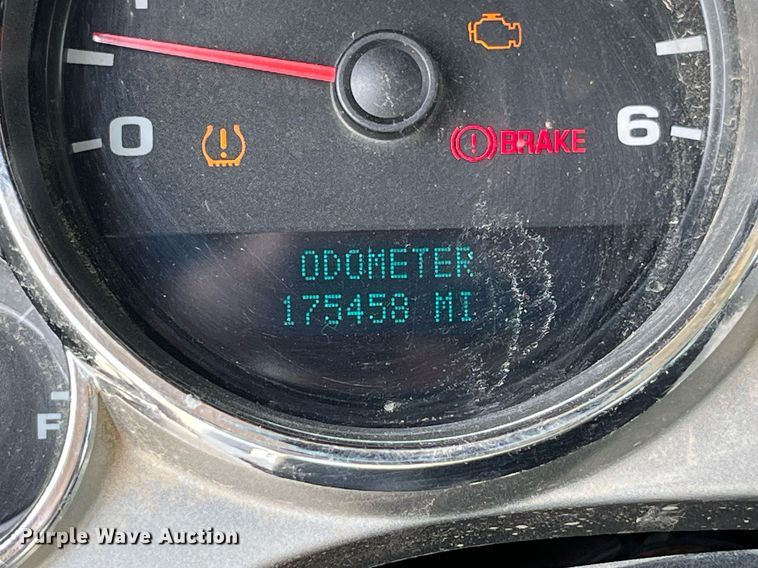 0
6
BRAKE
ODOMETER
175458 MI
F
Purple Wave Auction